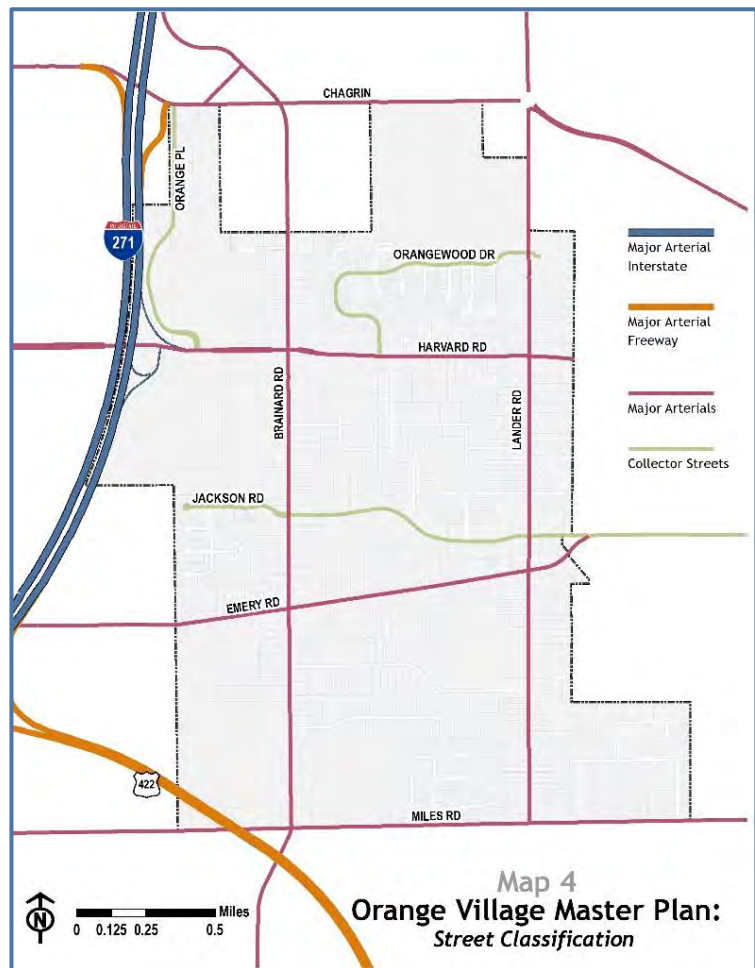 CHAGRIN
ORANGE PL
271
ORANGEWOOD DR
Major Arterial
Interstate
Major Arterial
Freeway
HARVARD RD
BRAINARD RD
LANDER RD
Major Arterials
Collector Streets
JACKSON RD
EMERY RD
422
MILES RD
Map 4
Orange Village Master Plan:
Street Classification
N
Miles
0 0.125 0.25 0.5